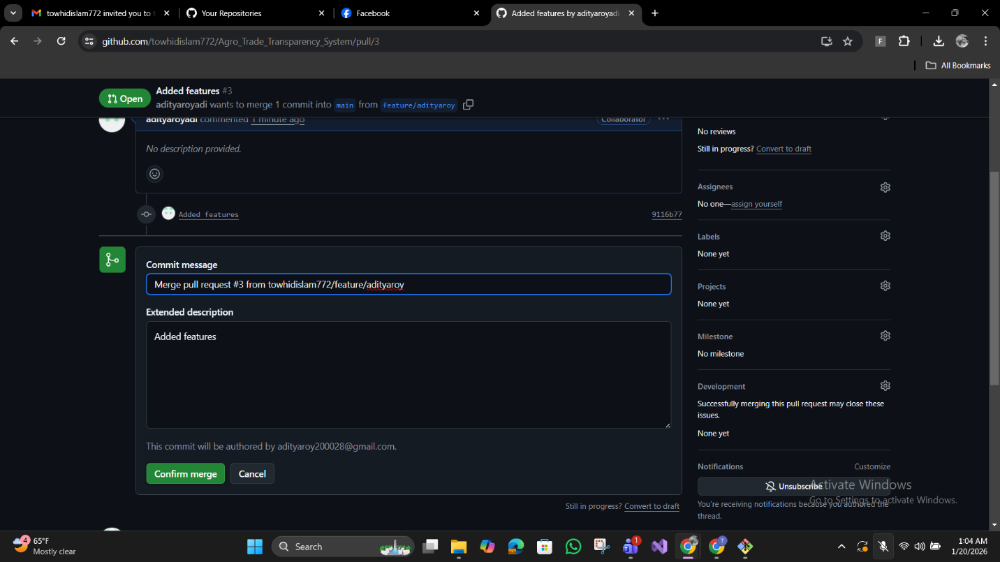 towhidislam772 invited you to
Your Repositories
Facebook
Added features by adityaroyadi
github.com/towhidislam772/Agro_Trade_Transparency_System/pull/3
F
All Bookmarks
Open
Added features #3
adityaroyadi wants to merge 1 commit into main from feature/adityaroy
adityaroyadi commented 1 minute ago
Collaborator
No description provided.
Added features
9116b77
Commit message
Merge pull request #3 from towhidislam772/feature/adityaroy
Extended description
Added features
This commit will be authored by adityaroy200028@gmail.com.
Confirm merge
Cancel
Still in progress? Convert to draft
No reviews
Still in progress? Convert to draft
Assignees
No one—assign yourself
Labels
None yet
Projects
None yet
Milestone
No milestone
Development
Successfully merging this pull request may close these
issues.
None yet
Notifications
Customize
Unsubscribe
You're receiving notifications because you authored the
thread.
Activate Windows
Go to Settings to activate Windows.
4
65°F
Mostly clear
Search
1
T
1:04 AM
1/20/2026